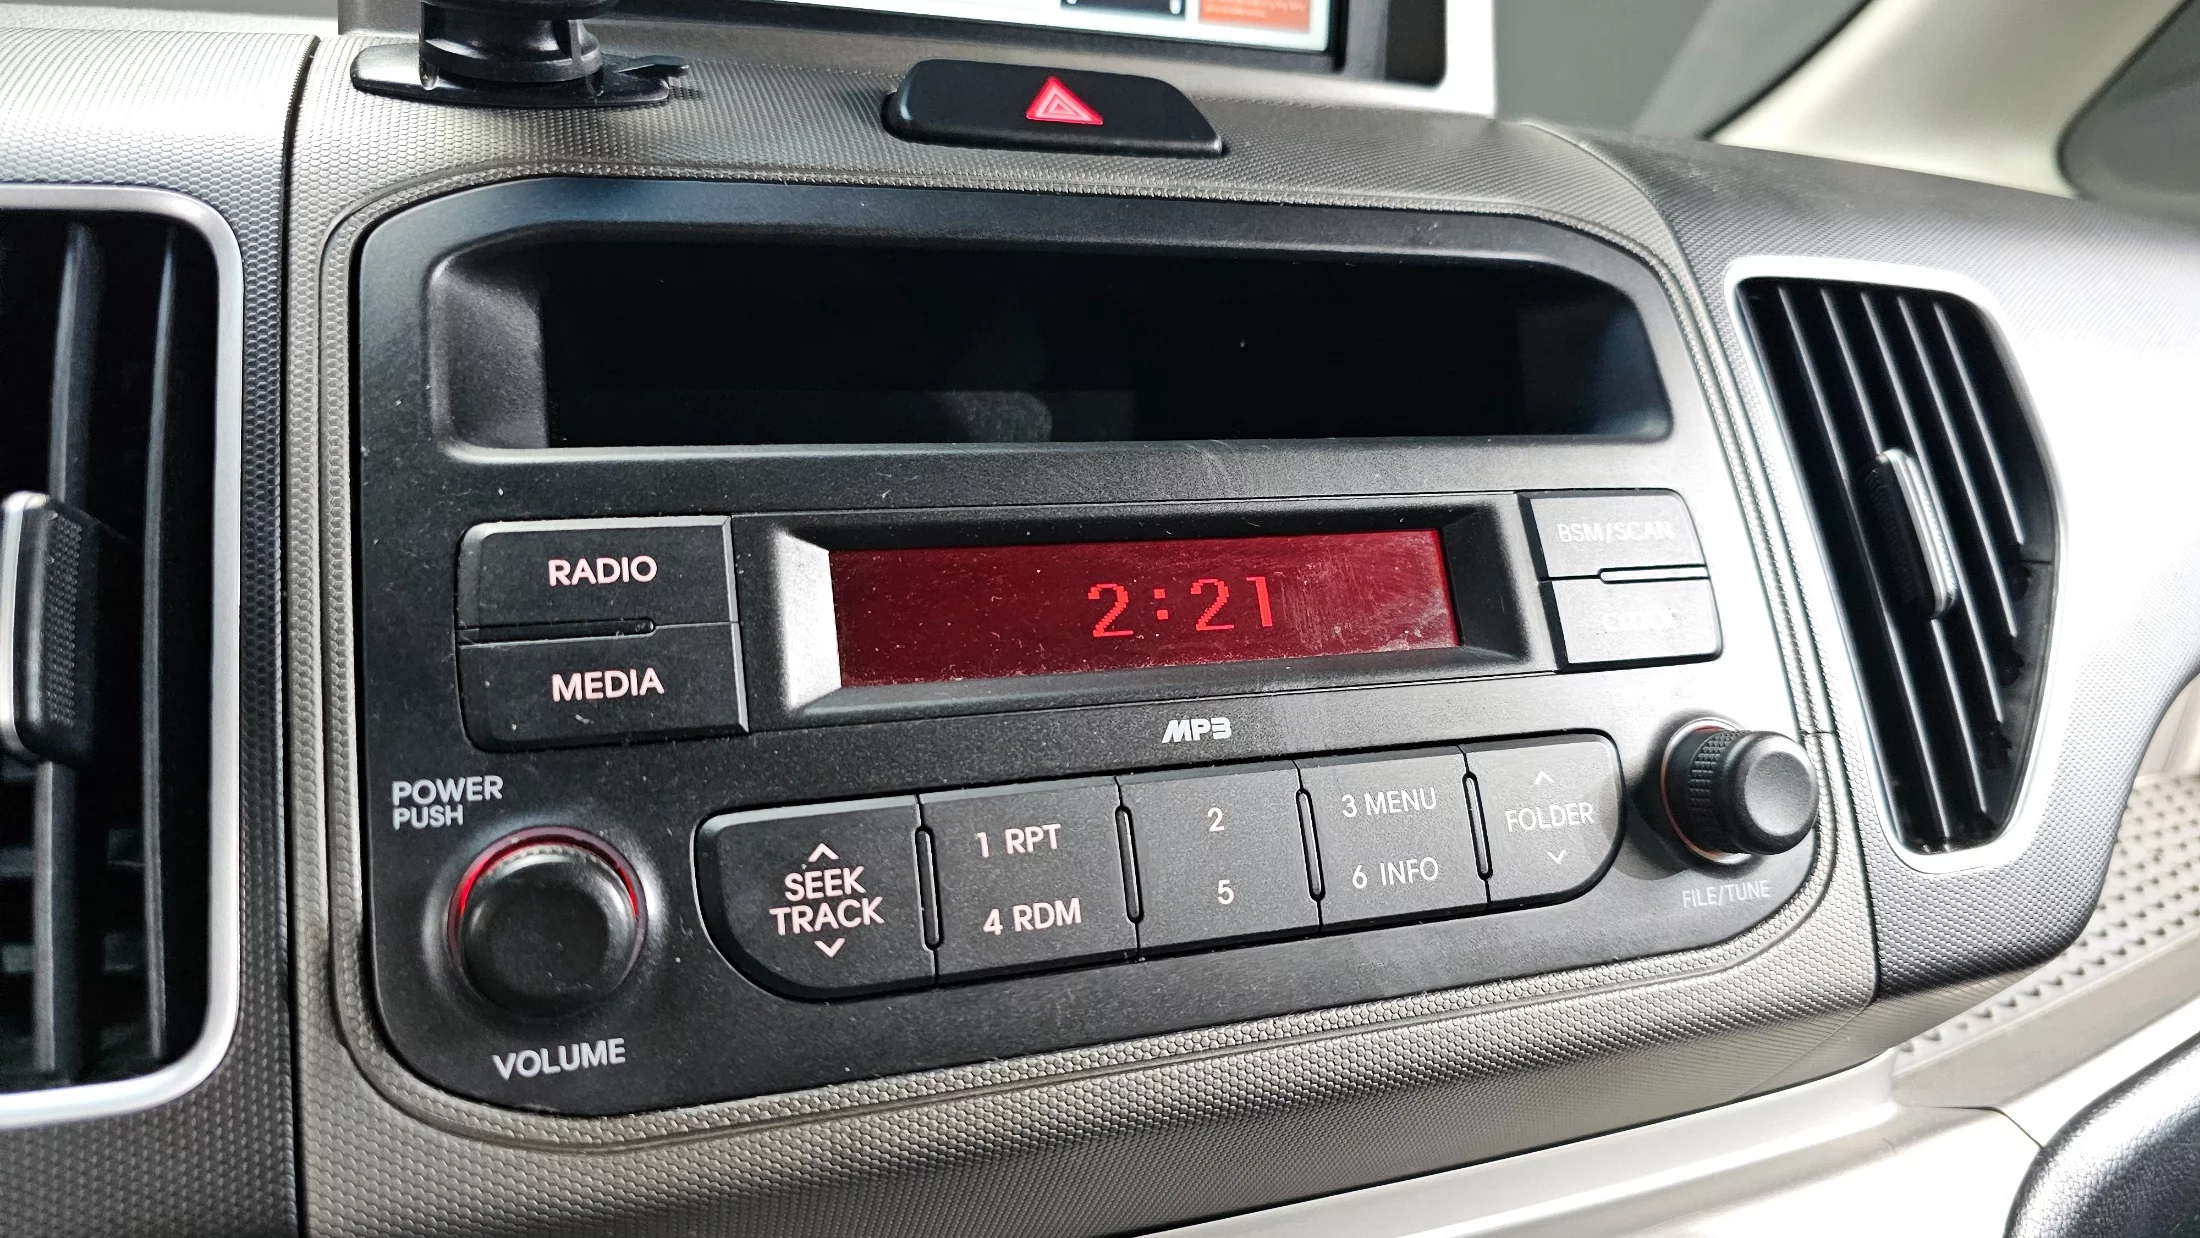 RADIO
2:21
BSM/SCAN
CLOCK
MEDIA
MP3
POWER
PUSH
SEEK
TRACK
1 RPT
4 RDM
2
5
3 MENU
6 INFO
FOLDER
VOLUME
FILE/TUNE